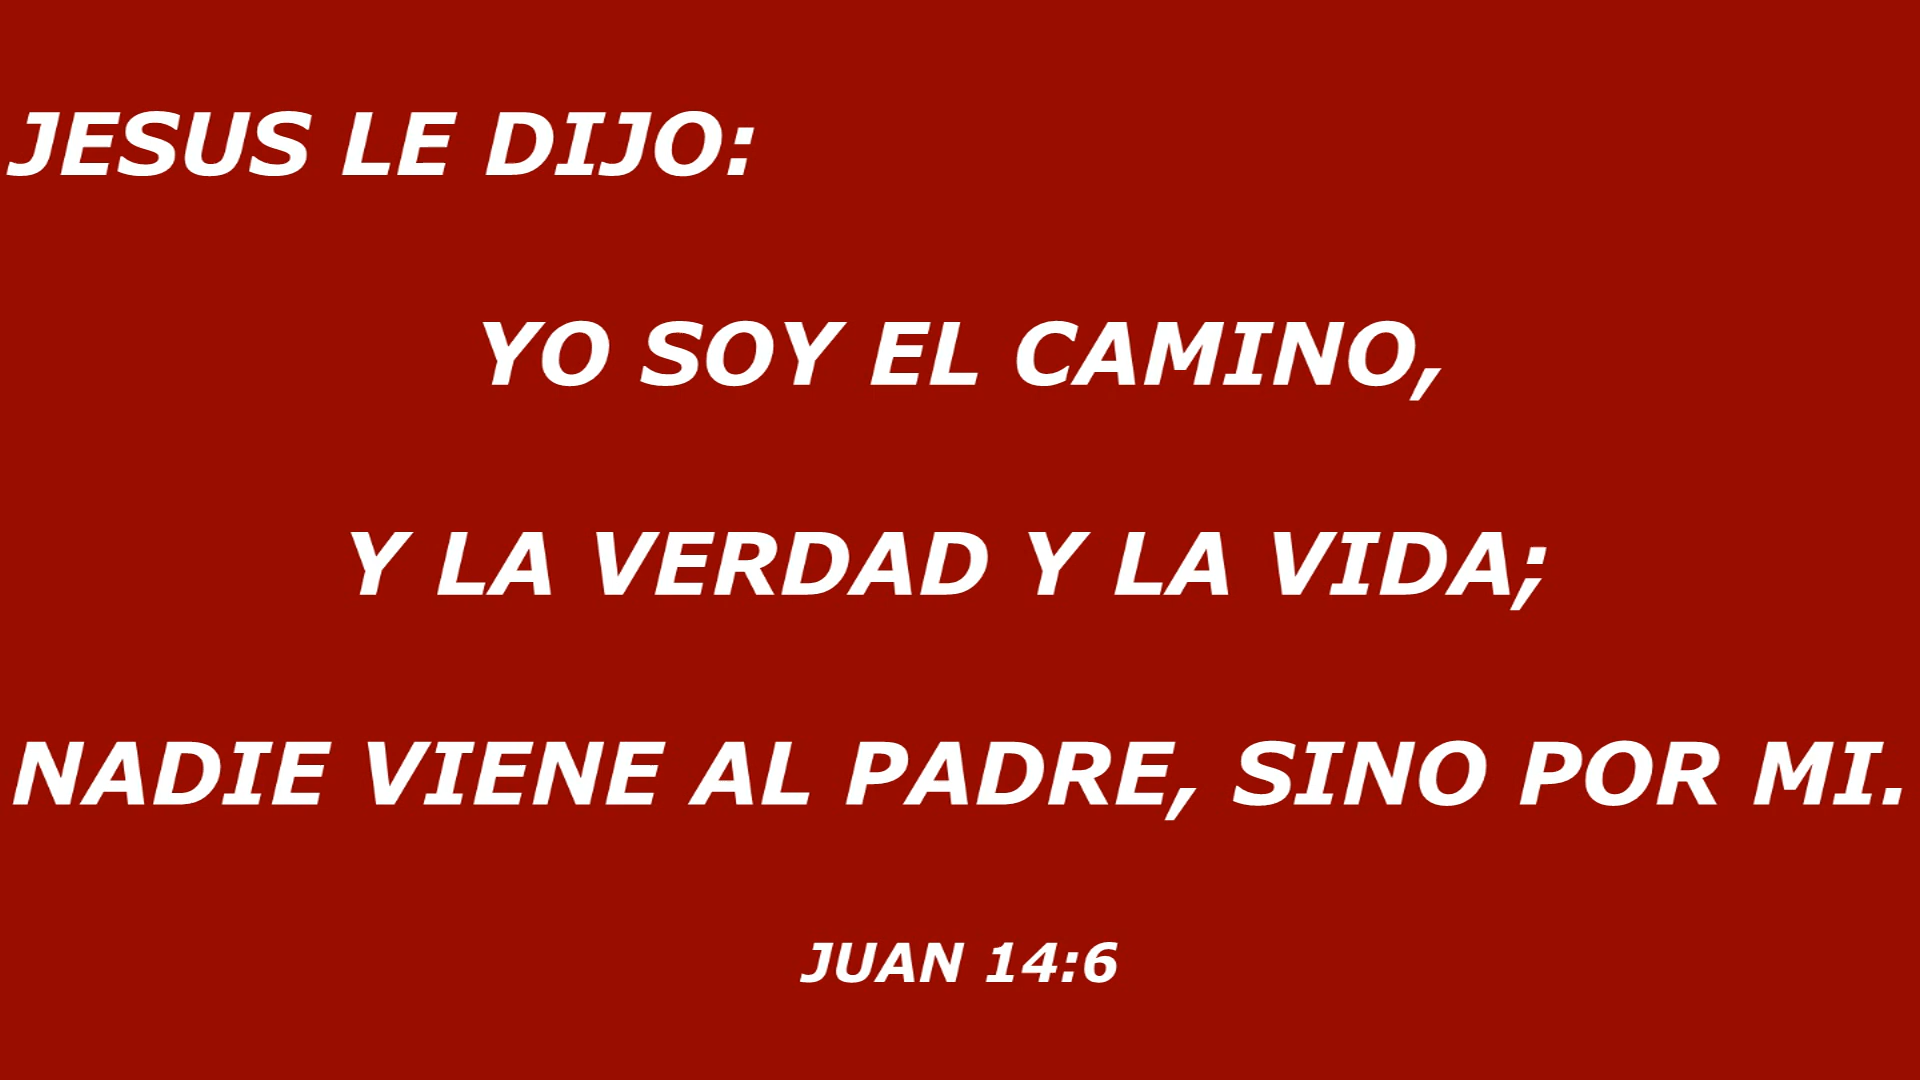 JESUS LE DIJO:
YO SOY EL CAMINO,
Y LA VERDAD Y LA VIDA;
NADIE VIENE AL PADRE, SINO POR MI.
JUAN 14:6